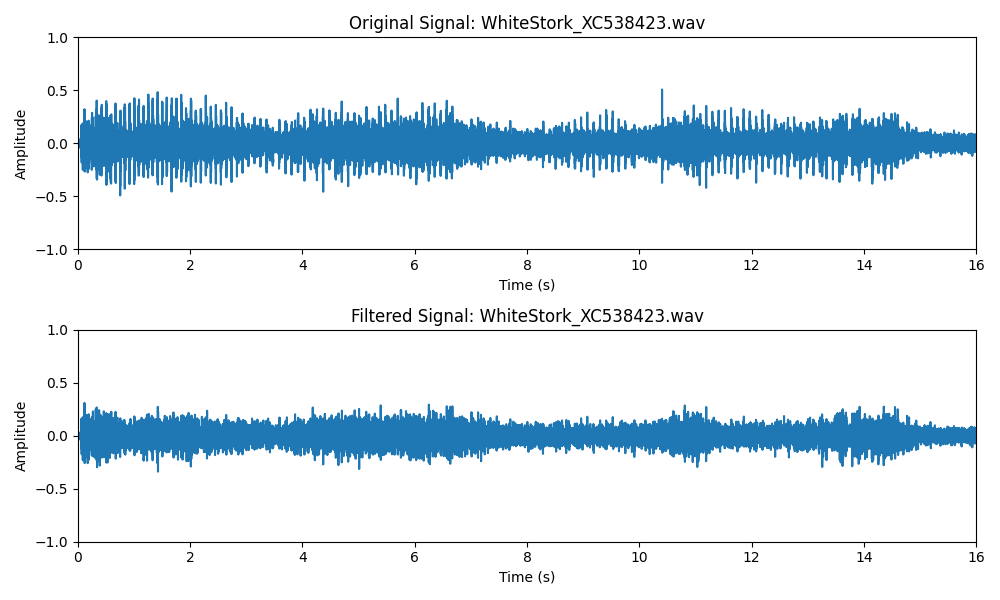 Original Signal: WhiteStork_XC538423.wav
1.0
0.5
0.0
−0.5
−1.0
Amplitude
0 2 4 6 8 10 12 14 16
Time (s)
Filtered Signal: WhiteStork_XC538423.wav
1.0
0.5
0.0
−0.5
−1.0
Amplitude
0 2 4 6 8 10 12 14 16
Time (s)